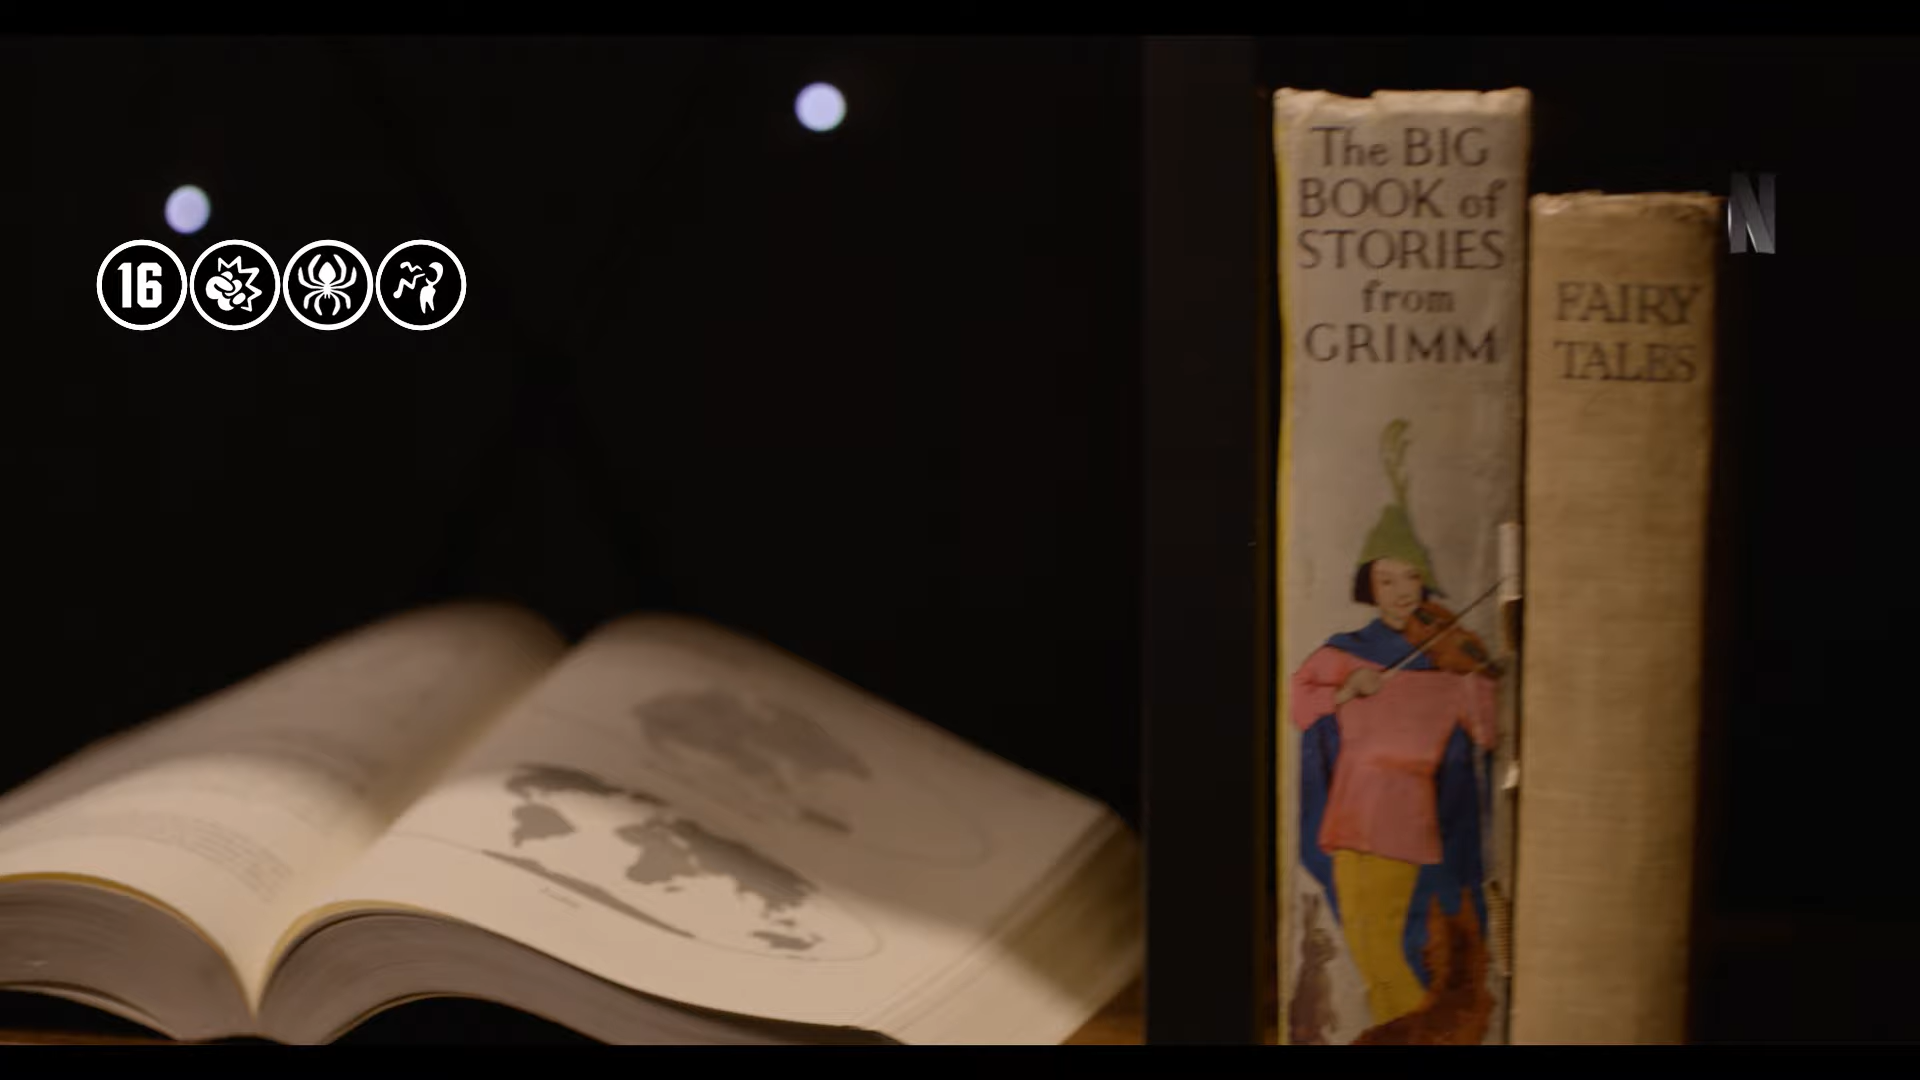 16
The BIG
BOOK of
STORIES
from
GRIMM
FAIRY
TALES
N